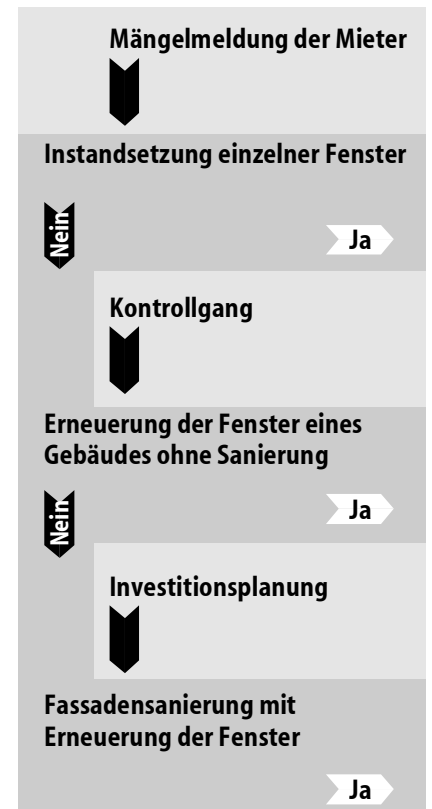 Mängelmeldung der Mieter
Instandsetzung einzelner Fenster
Nein
Ja
Kontrollgang
Erneuerung der Fenster eines
Gebäudes ohne Sanierung
Nein
Ja
Investitionsplanung
Fassadensanierung mit
Erneuerung der Fenster
Ja